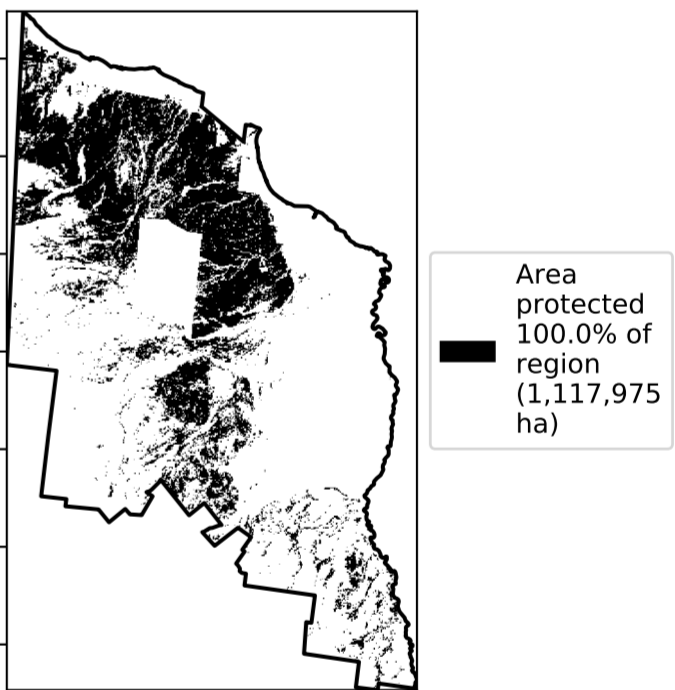 Area
protected
100.0% of
region
(1,117,975
ha)